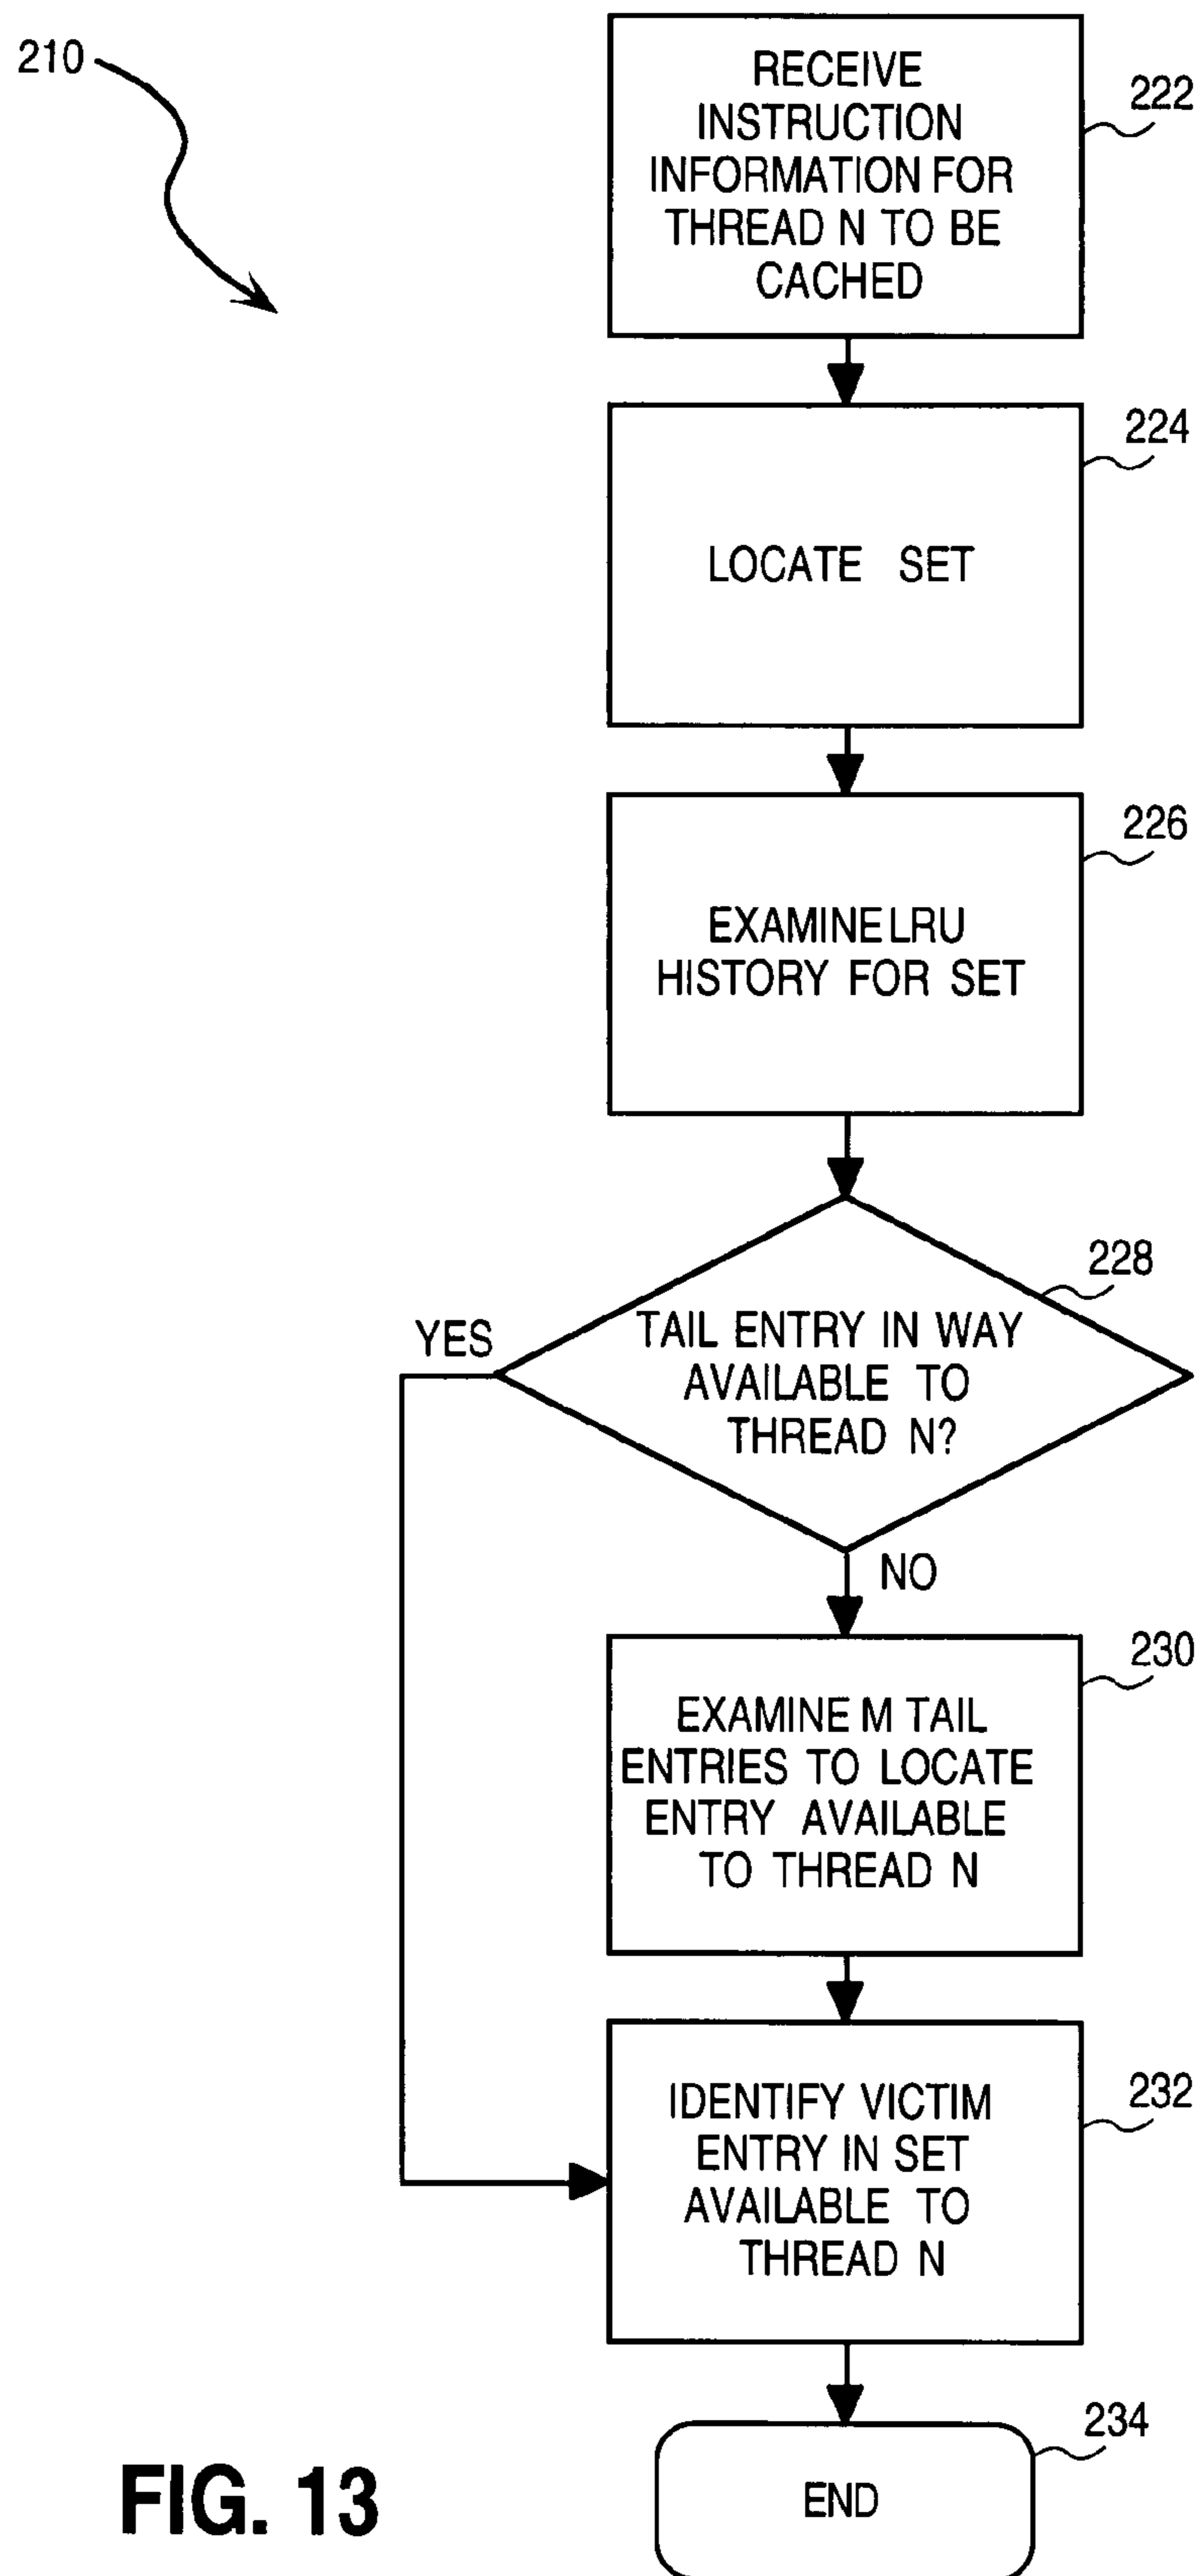 210
RECEIVE
INSTRUCTION
INFORMATION FOR
THREAD N TO BE
CACHED
222
LOCATE SET
224
EXAMINE LRU
HISTORY FOR SET
226
TAIL ENTRY IN WAY
AVAILABLE TO
THREAD N?
228
YES
NO
EXAMINE M TAIL
ENTRIES TO LOCATE
ENTRY AVAILABLE
TO THREAD N
230
IDENTIFY VICTIM
ENTRY IN SET
AVAILABLE TO
THREAD N
232
END
234
FIG. 13